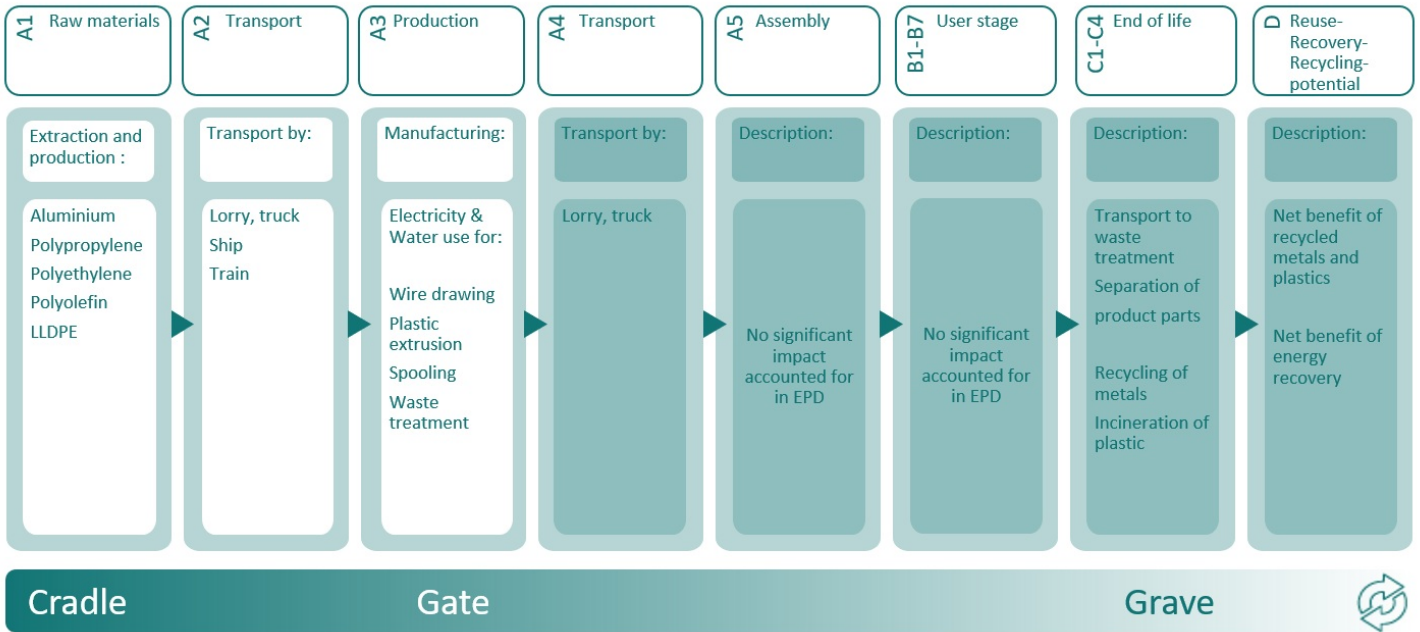 A1 Raw materials
A2 Transport
A3 Production
A4 Transport
A5 Assembly
B1-B7 User stage
C1-C4 End of life
D Reuse-
Recovery-
Recycling-
potential
Extraction and
production :
Aluminium
Polypropylene
Polyethylene
Polyolefin
LLDPE
Transport by:
Lorry, truck
Ship
Train
Manufacturing:
Electricity &
Water use for:
Wire drawing
Plastic
extrusion
Spooling
Waste
treatment
Transport by:
Lorry, truck
Description:
No significant
impact
accounted for
in EPD
Description:
No significant
impact
accounted for
in EPD
Description:
Transport to
waste
treatment
Separation of
product parts
Recycling of
metals
Incineration of
plastic
Description:
Net benefit of
recycled
metals and
plastics
Net benefit of
energy
recovery
Cradle
Gate
Grave